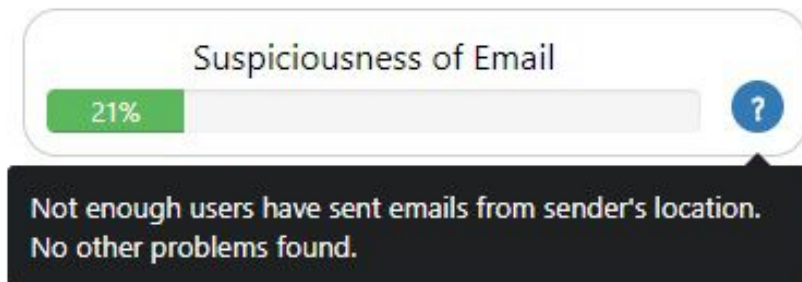 Suspiciousness of Email
21%
?
Not enough users have sent emails from sender's location.
No other problems found.